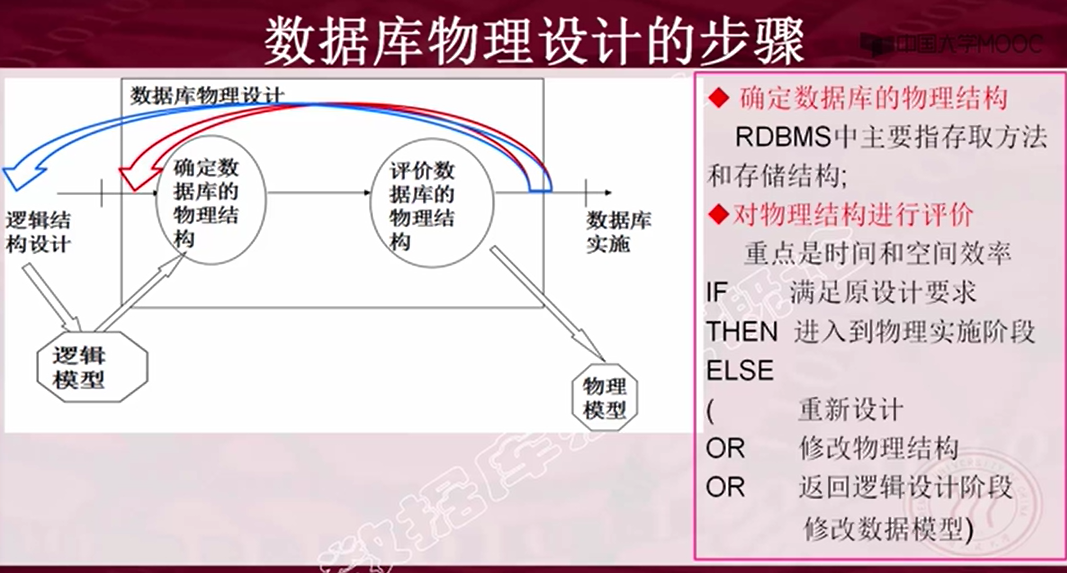 数据库物理设计的步骤
中国大学MOOC
数据库物理设计
确定数
据库的
物理结
构
评价数
据库的
物理结
构
逻辑结
构设计
数据库
实施
逻辑
模型
物理
模型
◆ 确定数据库的物理结构
RDBMS中主要指存取方法
和存储结构;
◆对物理结构进行评价
重点是时间和空间效率
IF 满足原设计要求
THEN 进入到物理实施阶段
ELSE
( 重新设计
OR 修改物理结构
OR 返回逻辑设计阶段
修改数据模型)